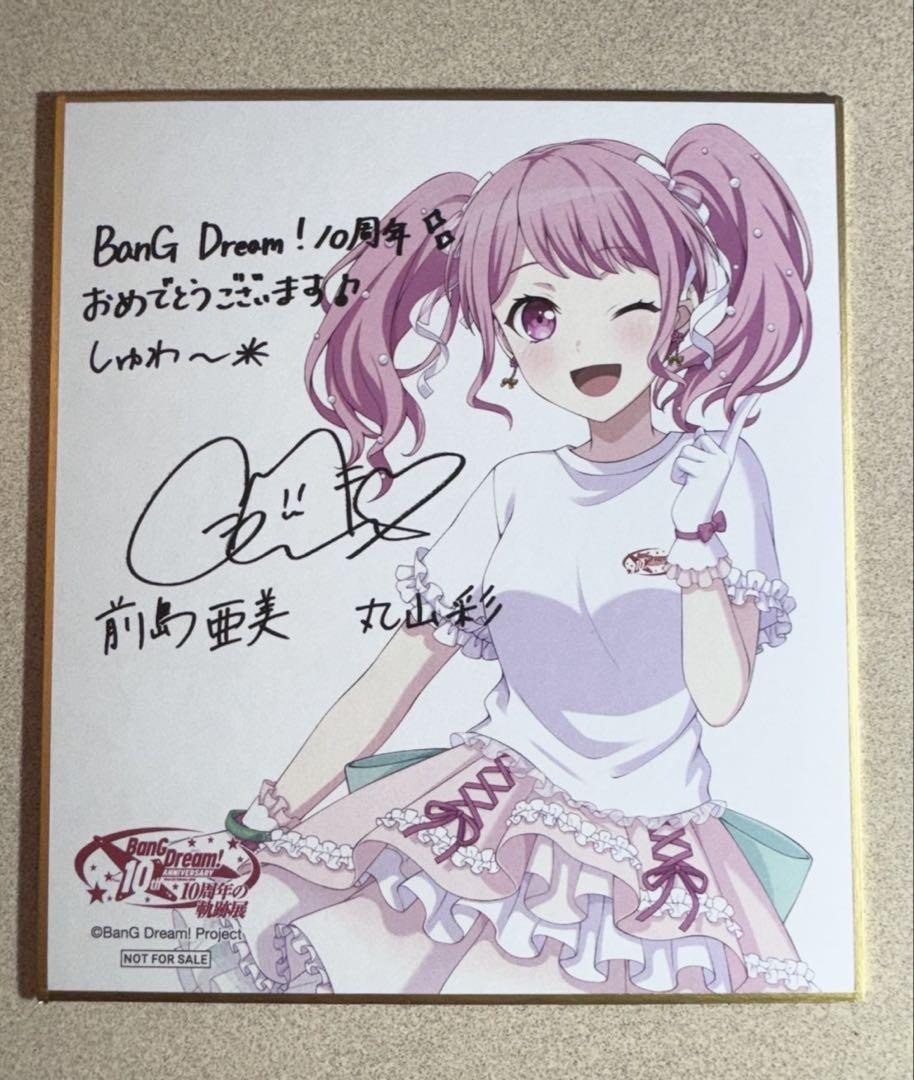 BanG Dream！10周年
おめでとうございます♪
しゅわ～＊
前島亜美　丸山彩
BanG Dream!
10th ANNIVERSARY
10周年の
軌跡展
©BanG Dream! Project
NOT FOR SALE